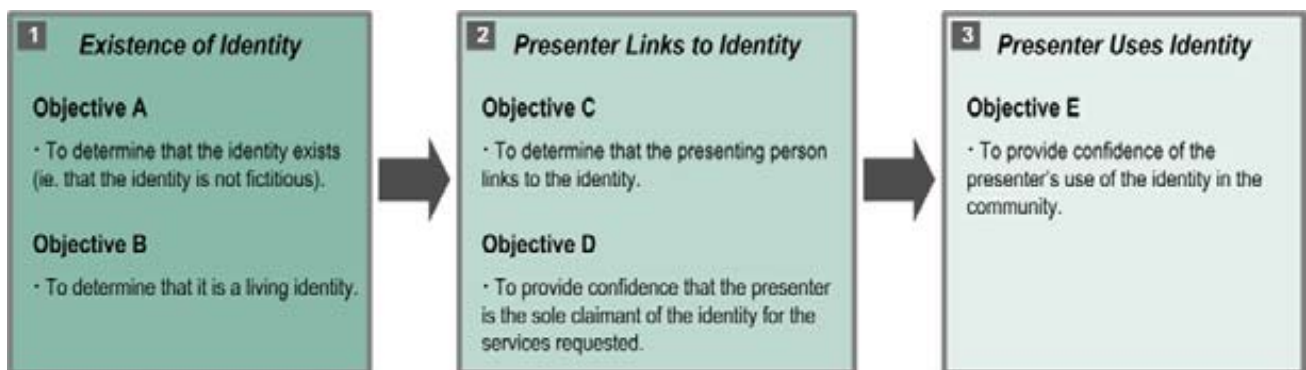 1
Existence of Identity
Objective A
· To determine that the identity exists
(ie. that the identity is not fictitious).
Objective B
· To determine that it is a living identity.
2
Presenter Links to Identity
Objective C
· To determine that the presenting person
links to the identity.
Objective D
· To provide confidence that the presenter
is the sole claimant of the identity for the
services requested.
3
Presenter Uses Identity
Objective E
· To provide confidence of the
presenter's use of the identity in the
community.